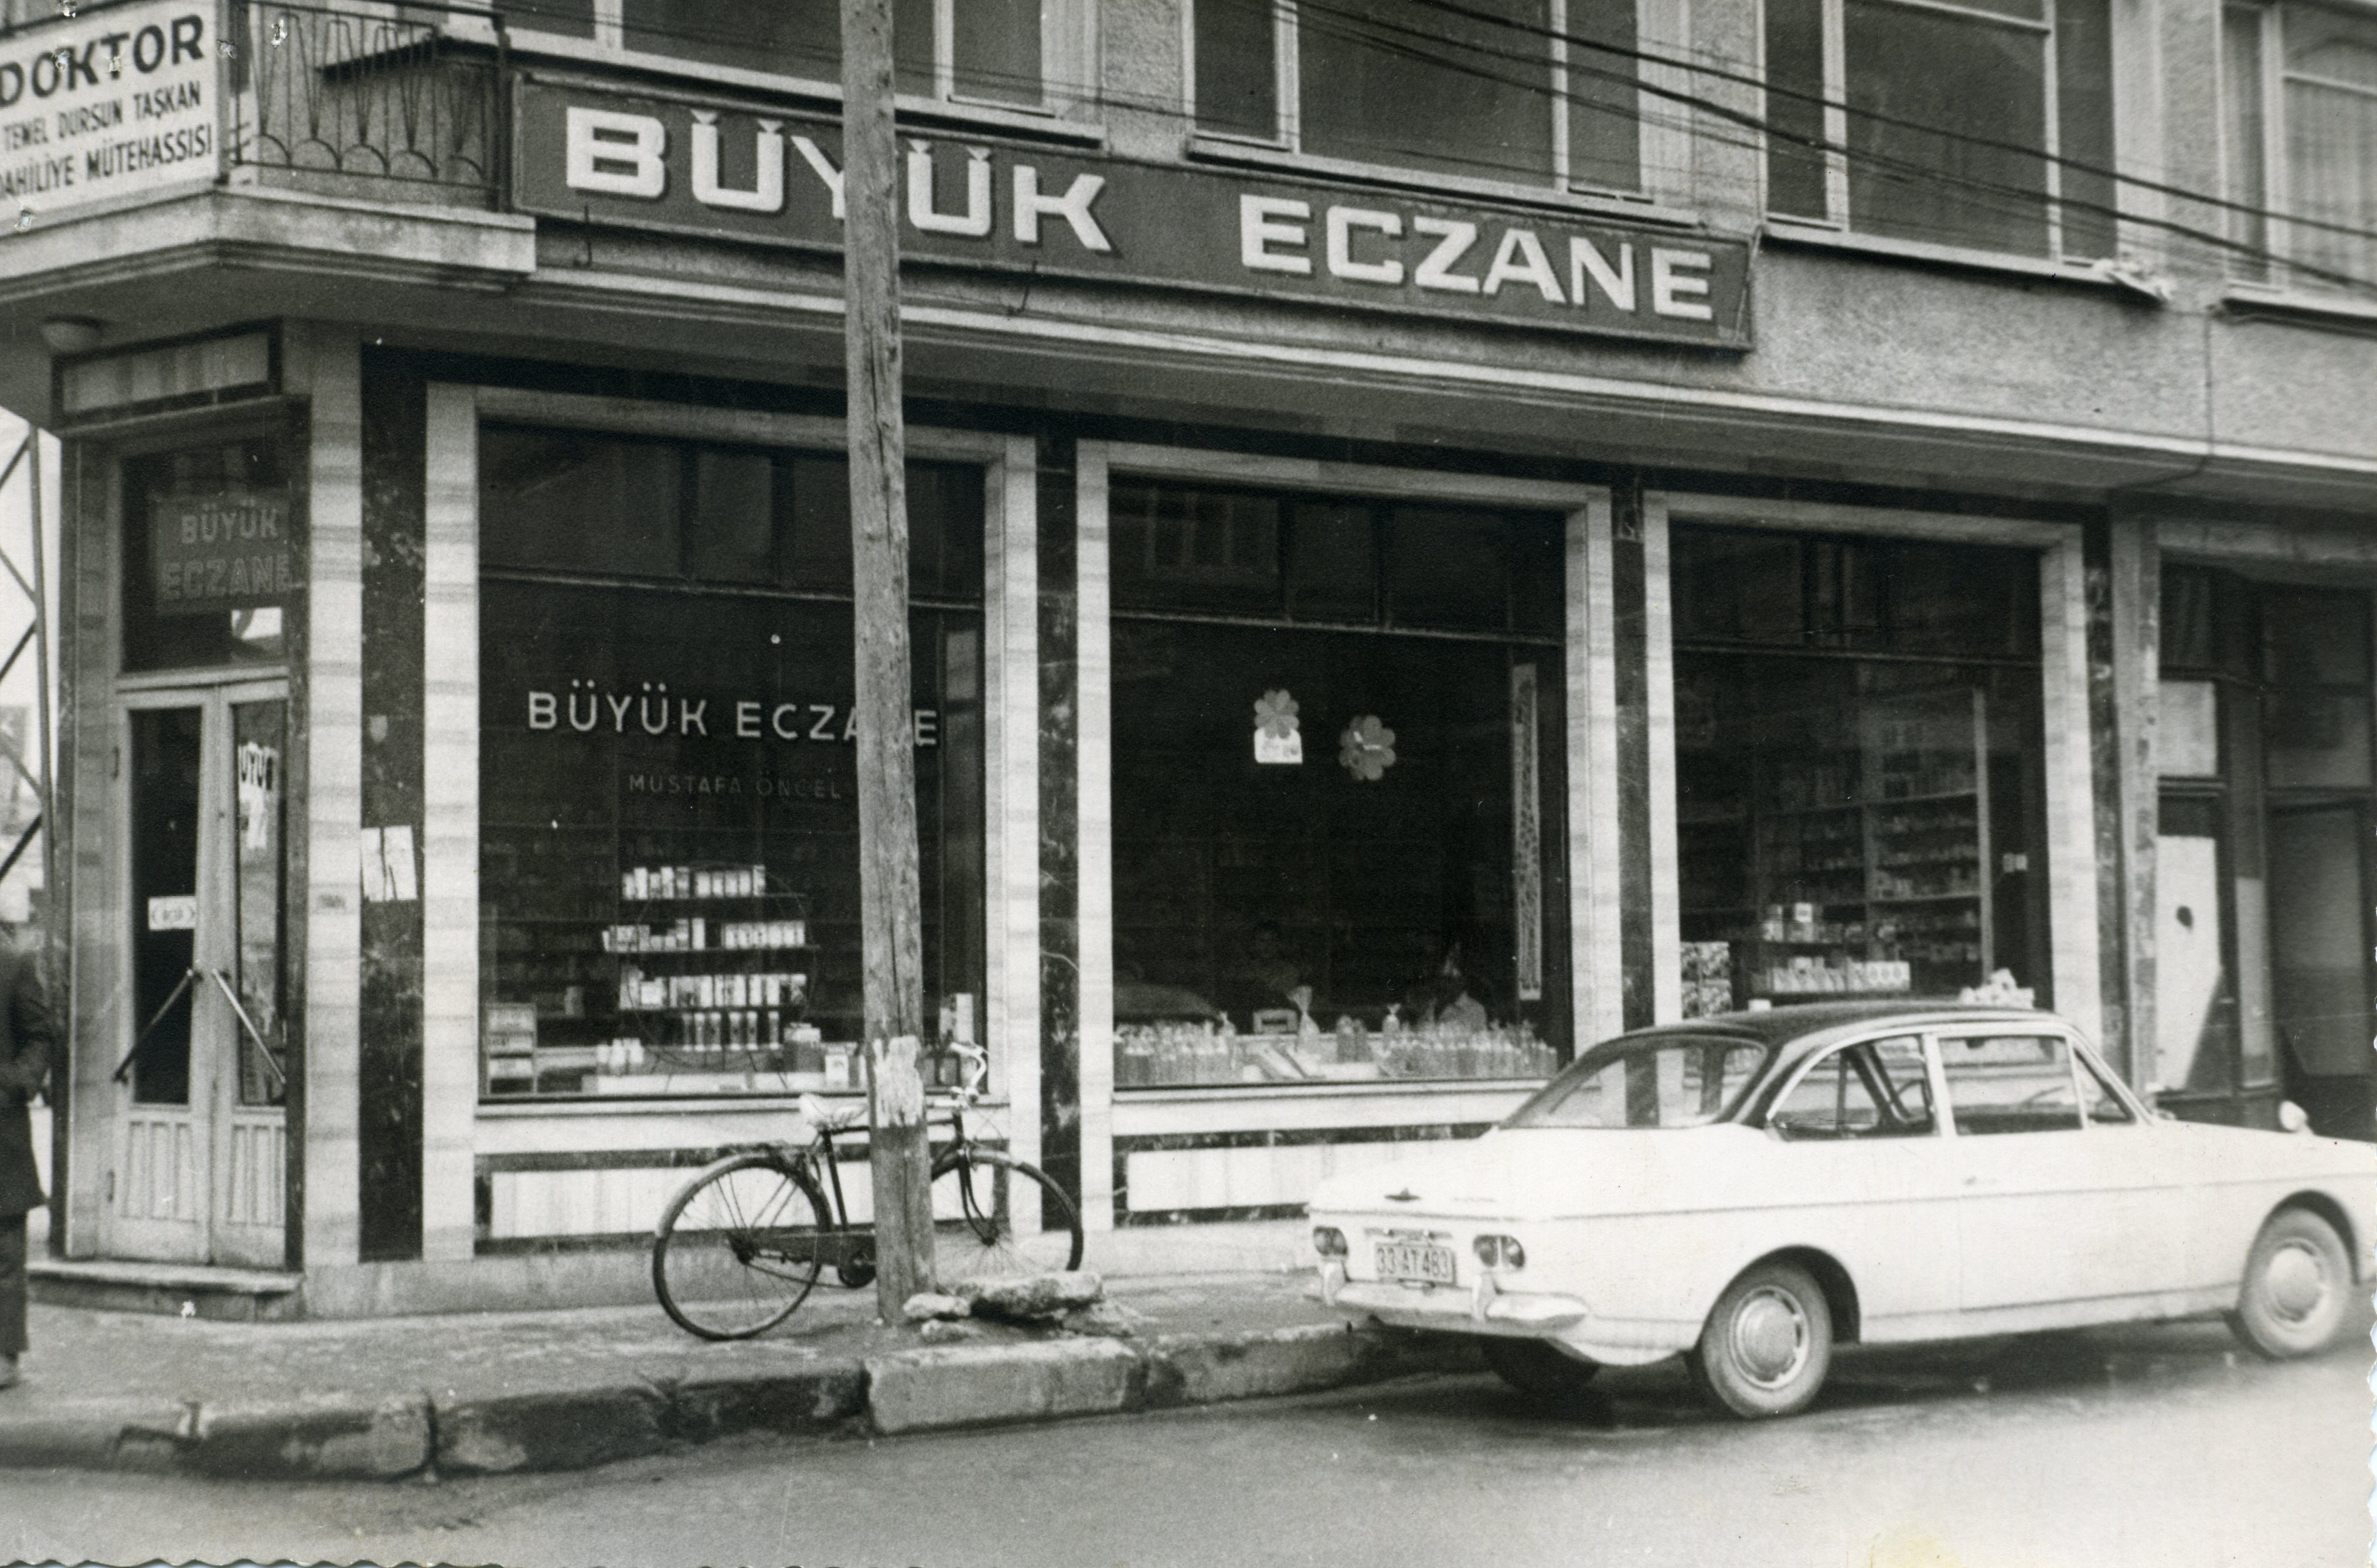 DOKTOR
TEMEL DURSUN TAŞKAN
DAHİLİYE MÜTEHASSISI
BÜYÜK ECZANE
BÜYÜK
ECZANE
BÜYÜK ECZANE
MUSTAFA ÖNCEL
33 AT 483